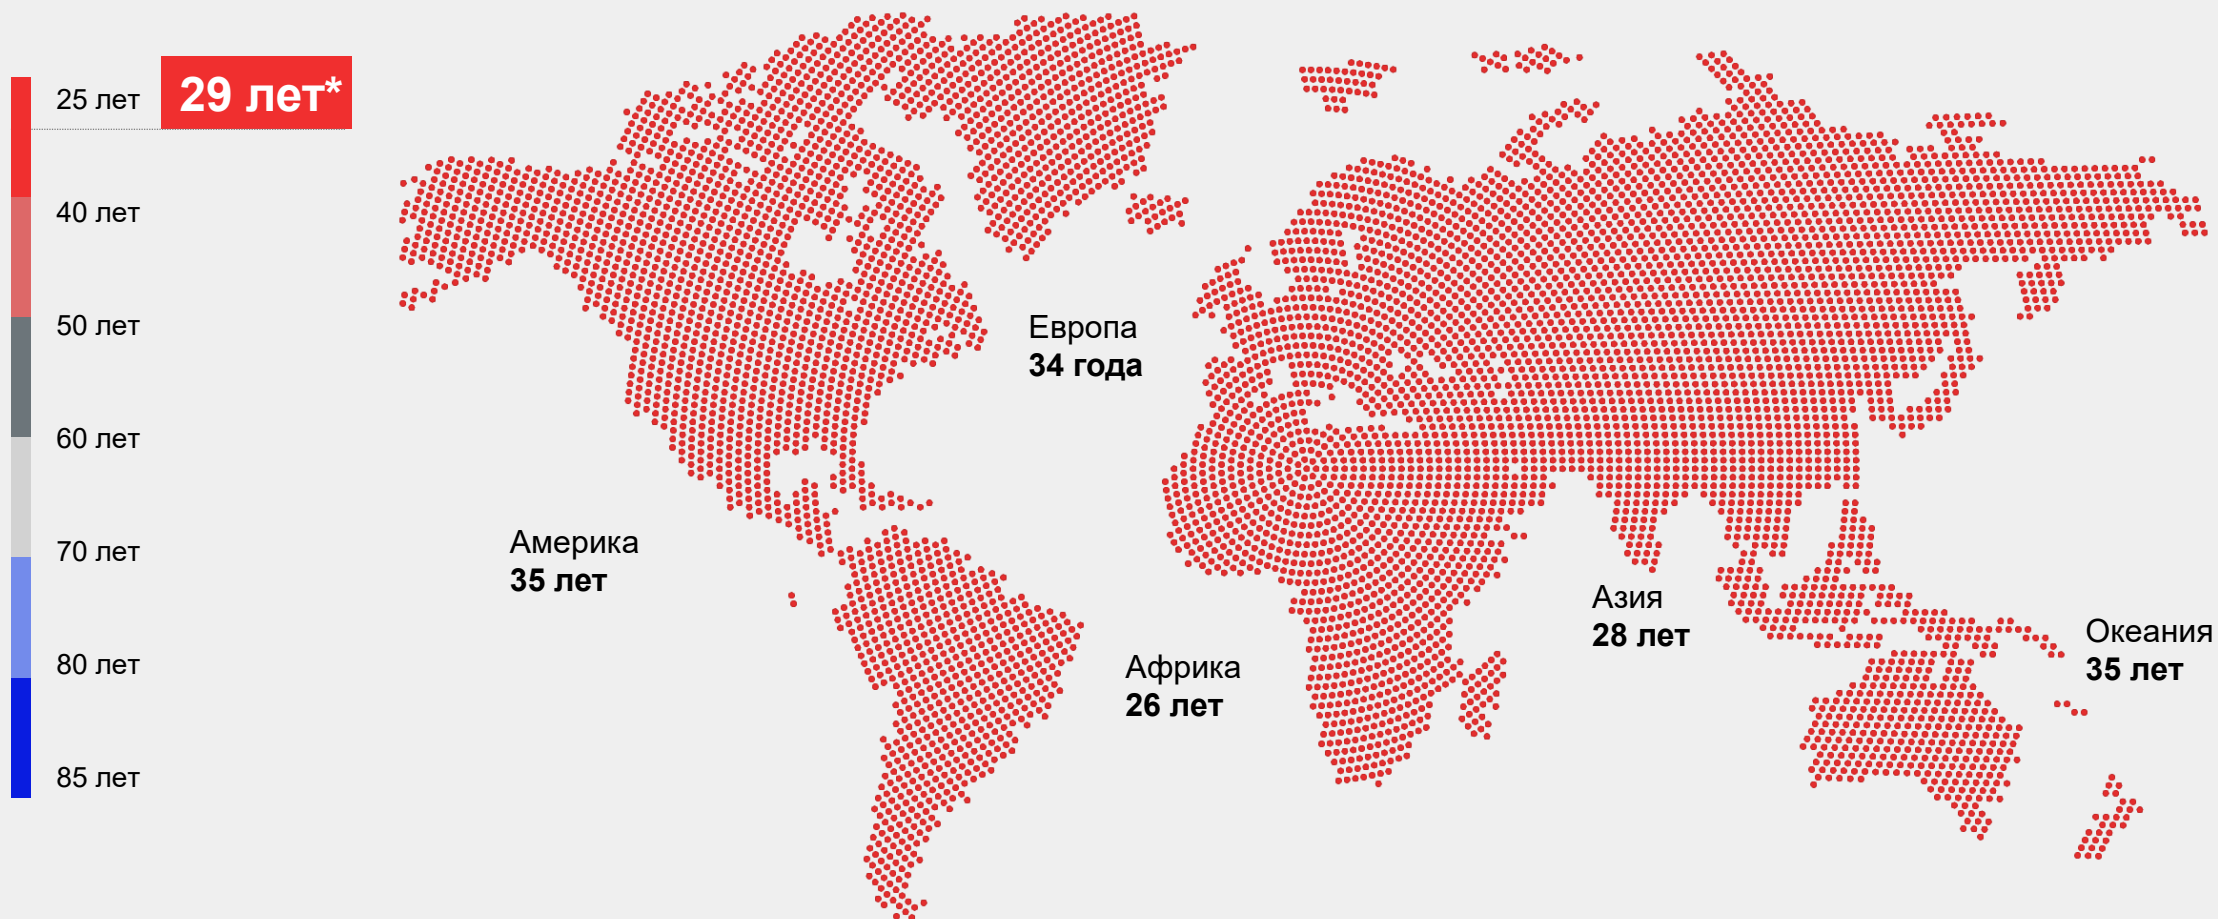 25 лет
29 лет*
40 лет
50 лет
60 лет
70 лет
80 лет
85 лет
Европа
34 года
Америка
35 лет
Африка
26 лет
Азия
28 лет
Океания
35 лет